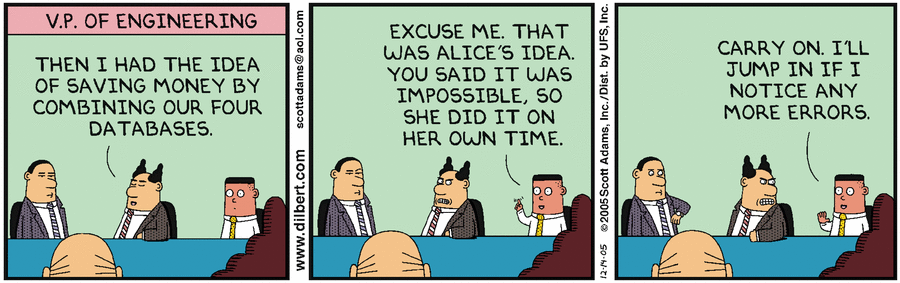 V.P. OF ENGINEERING
THEN I HAD THE IDEA
OF SAVING MONEY BY
COMBINING OUR FOUR
DATABASES.
www.dilbert.com
scottadams@aol.com
EXCUSE ME. THAT
WAS ALICE'S IDEA.
YOU SAID IT WAS
IMPOSSIBLE, SO
SHE DID IT ON
HER OWN TIME.
12-14-05
©2005 Scott Adams, Inc./Dist. by UFS, Inc.
CARRY ON. I'LL
JUMP IN IF I
NOTICE ANY
MORE ERRORS.